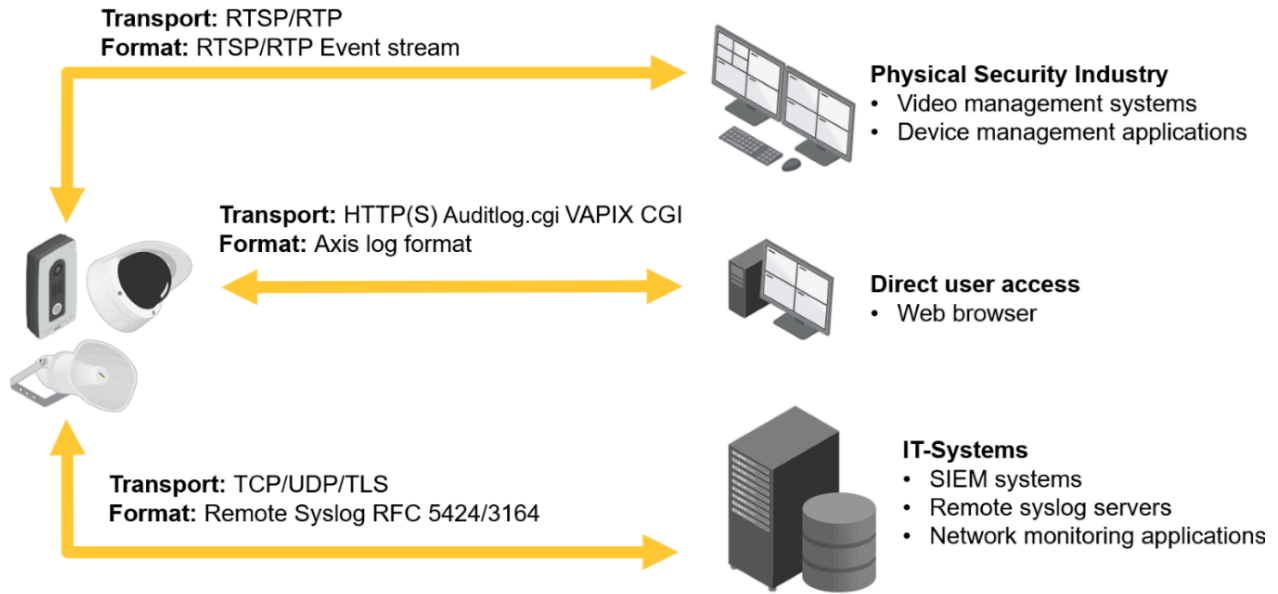 Transport: RTSP/RTP
Format: RTSP/RTP Event stream
Physical Security Industry
• Video management systems
• Device management applications
Transport: HTTP(S) Auditlog.cgi VAPIX CGI
Format: Axis log format
Direct user access
• Web browser
IT-Systems
• SIEM systems
• Remote syslog servers
• Network monitoring applications
Transport: TCP/UDP/TLS
Format: Remote Syslog RFC 5424/3164